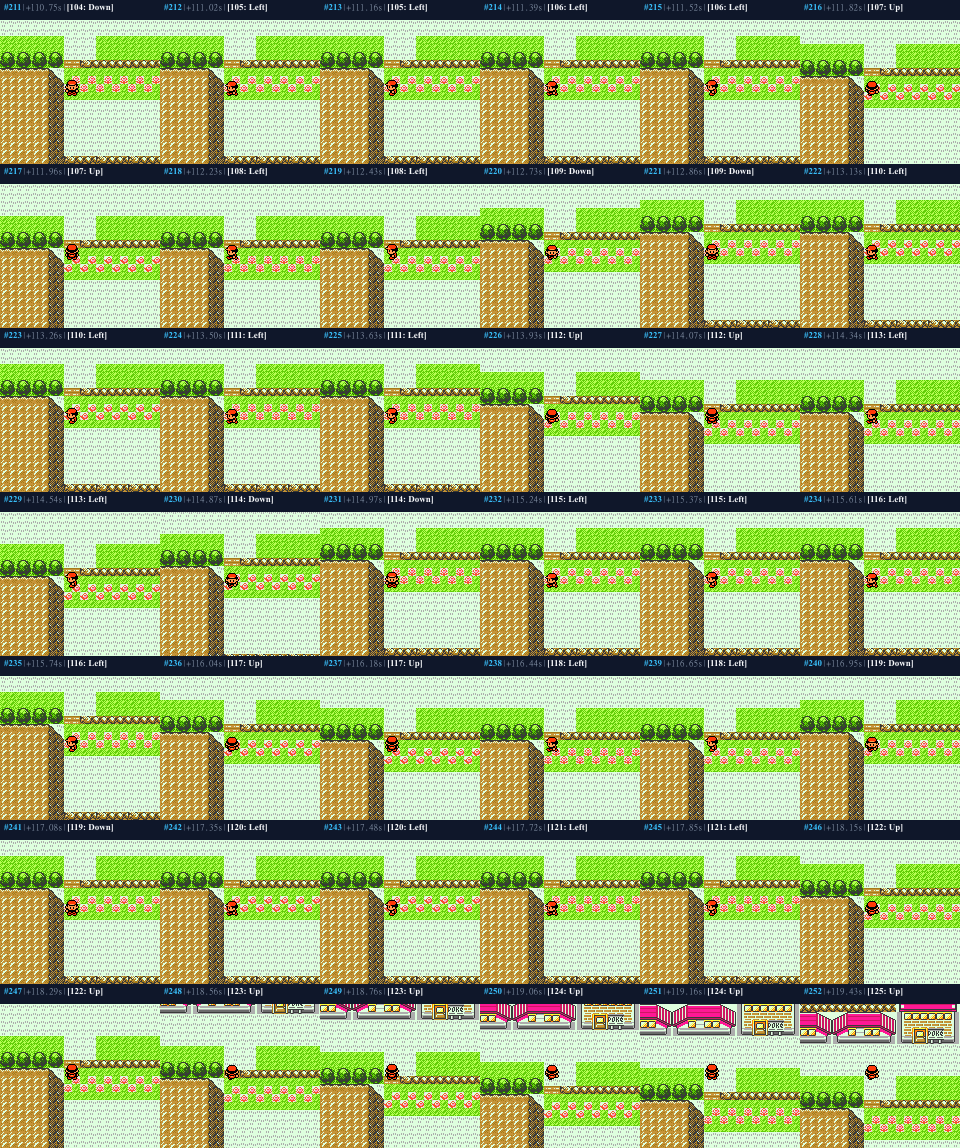 #211|+110.75s|[104: Down] #212|+111.02s|[105: Left] #213|+111.16s|[105: Left] #214|+111.39s|[106: Left] #215|+111.52s|[106: Left] #216|+111.82s|[107: Up]
#217|+111.96s|[107: Up] #218|+112.23s|[108: Left] #219|+112.43s|[108: Left] #220|+112.73s|[109: Down] #221|+112.86s|[109: Down] #222|+113.13s|[110: Left]
#223|+113.26s|[110: Left] #224|+113.50s|[111: Left] #225|+113.63s|[111: Left] #226|+113.93s|[112: Up] #227|+114.07s|[112: Up] #228|+114.34s|[113: Left]
#229|+114.54s|[113: Left] #230|+114.87s|[114: Down] #231|+114.97s|[114: Down] #232|+115.24s|[115: Left] #233|+115.37s|[115: Left] #234|+115.61s|[116: Left]
#235|+115.74s|[116: Left] #236|+116.04s|[117: Up] #237|+116.18s|[117: Up] #238|+116.44s|[118: Left] #239|+116.65s|[118: Left] #240|+116.95s|[119: Down]
#241|+117.08s|[119: Down] #242|+117.35s|[120: Left] #243|+117.48s|[120: Left] #244|+117.72s|[121: Left] #245|+117.85s|[121: Left] #246|+118.15s|[122: Up]
#247|+118.29s|[122: Up] #248|+118.56s|[123: Up] #249|+118.76s|[123: Up] #250|+119.06s|[124: Up] #251|+119.16s|[124: Up] #252|+119.43s|[125: Up]
POKE POKE POKE POKE POKE